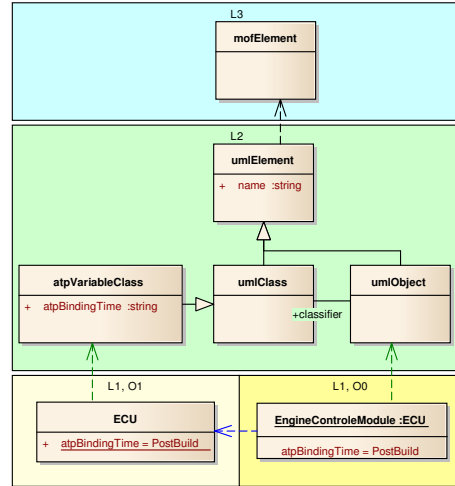 L3
mofElement
L2
umlElement
+ name :string
atpVariableClass
+ atpBindingTime :string
umlClass
umlObject
+classifier
L1, O1
L1, O0
ECU
+ atpBindingTime = PostBuild
EngineControleModule :ECU
atpBindingTime = PostBuild